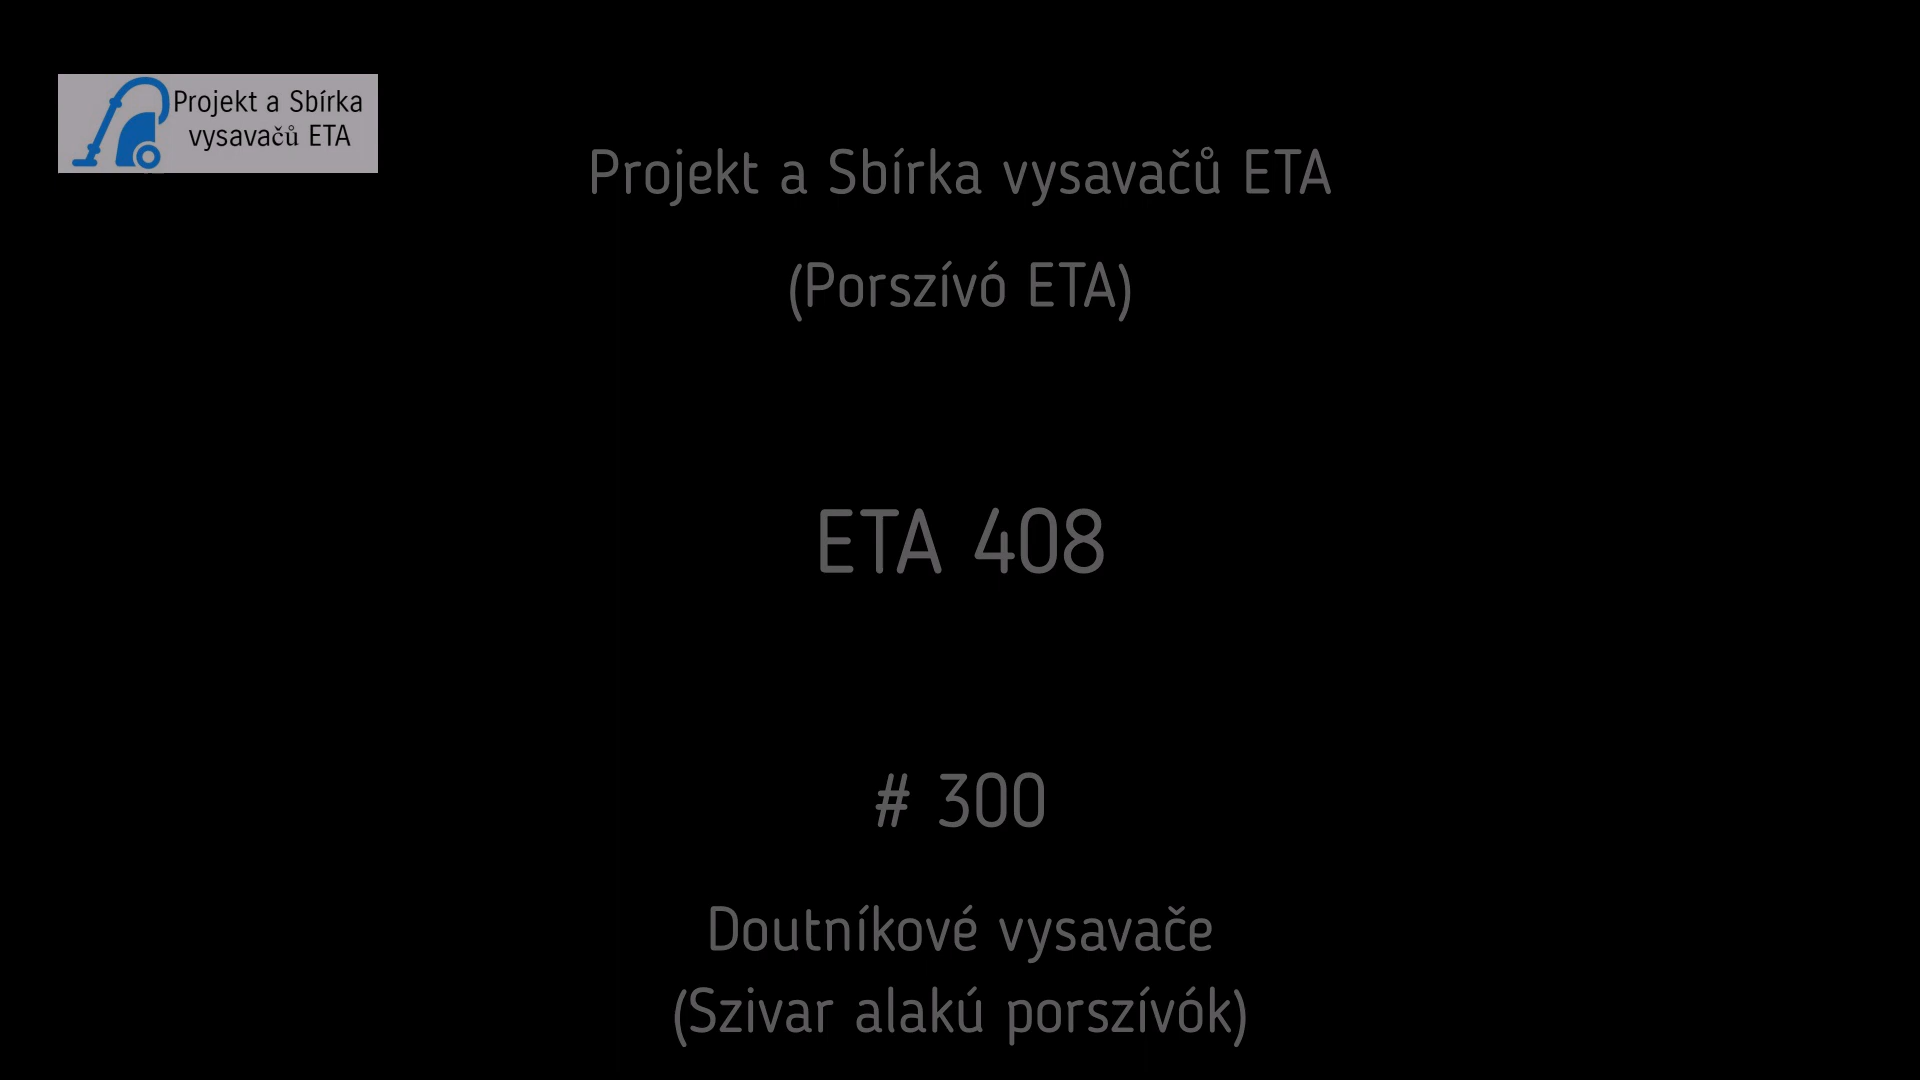 Projekt a Sbírka
vysavačů ETA
Projekt a Sbírka vysavačů ETA
(Porszívó ETA)
ETA 408
# 300
Doutníkové vysavače
(Szivar alakú porszívók)